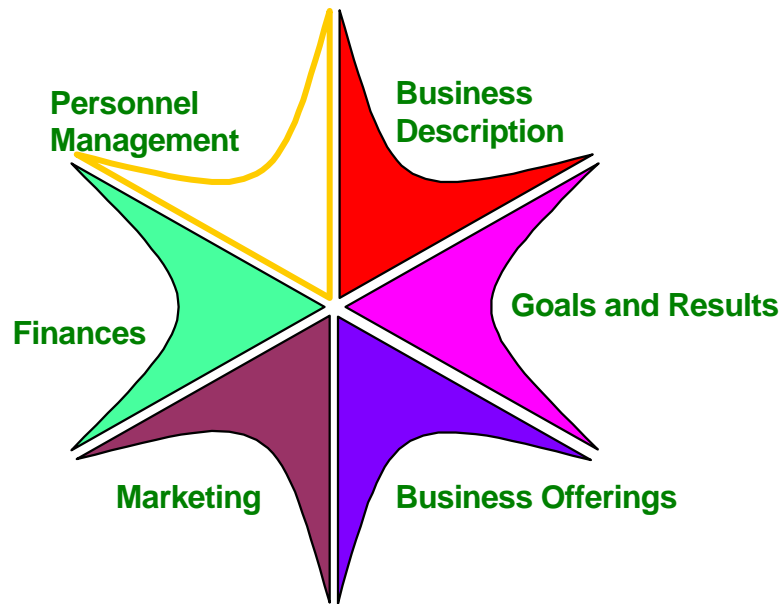 Personnel
Management
Business
Description
Goals and Results
Finances
Marketing
Business Offerings